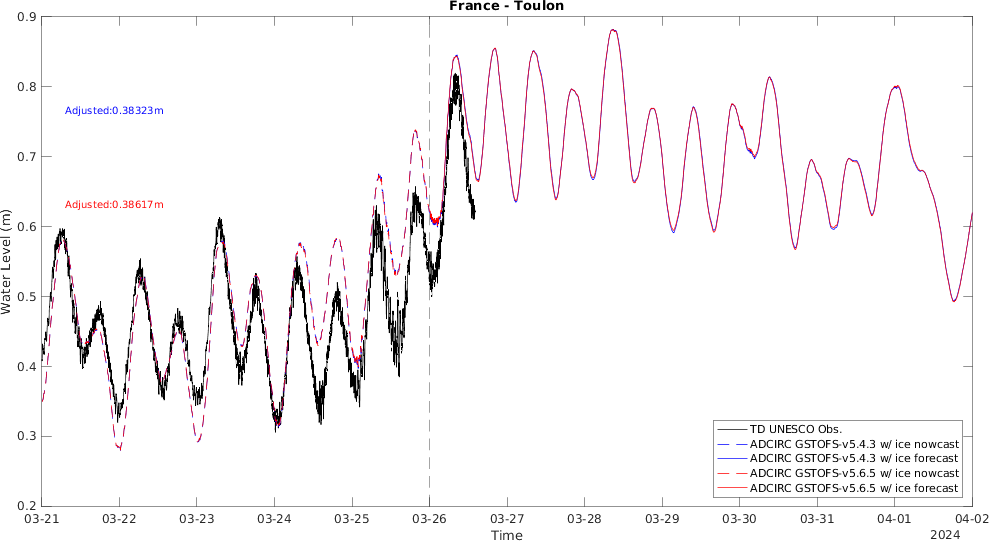 France - Toulon
0.9
0.8
0.7
0.6
0.5
0.4
0.3
0.2
Water Level (m)
Adjusted:0.38323m
Adjusted:0.38617m
TD UNESCO Obs.
ADCIRC GSTOFS-v5.4.3 w/ ice nowcast
ADCIRC GSTOFS-v5.4.3 w/ ice forecast
ADCIRC GSTOFS-v5.6.5 w/ ice nowcast
ADCIRC GSTOFS-v5.6.5 w/ ice forecast
03-21 03-22 03-23 03-24 03-25 03-26 03-27 03-28 03-29 03-30 03-31 04-01 04-02
Time
2024